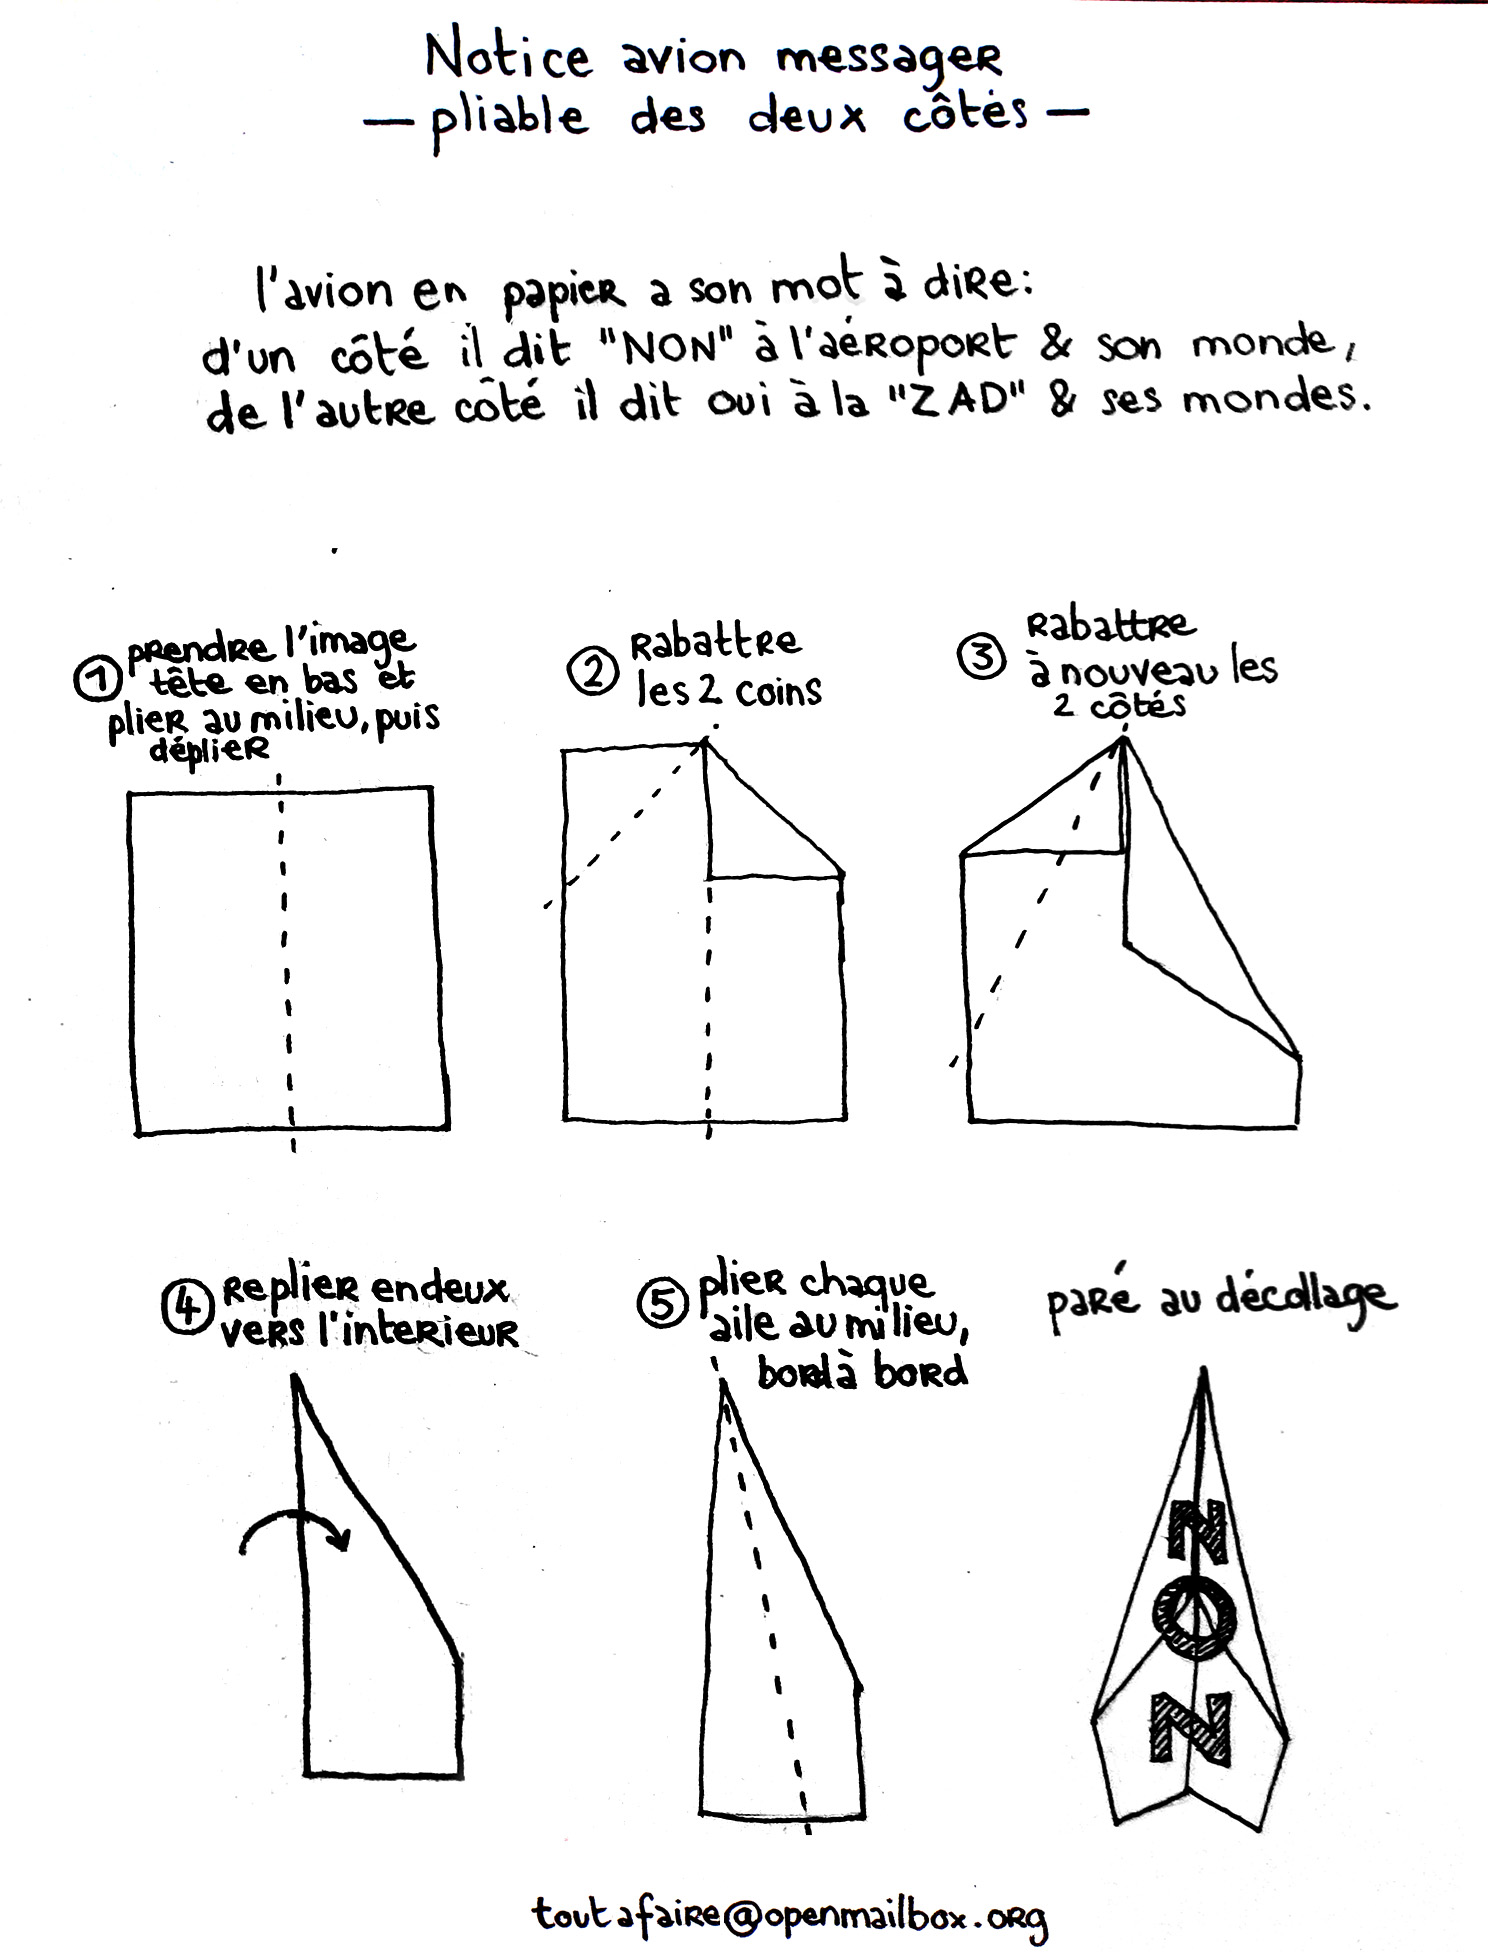 Notice avion messager
— pliable des deux côtés —
l'avion en papier a son mot à dire:
d'un côté il dit "NON" à l'aéroport & son monde,
de l'autre côté il dit oui à la "ZAD" & ses mondes.
① prendre l'image
tête en bas et
plier au milieu, puis
déplier
② Rabattre
les 2 coins
③ Rabattre
à nouveau les
2 côtés
④ Replier en deux
vers l'interieur
⑤ plier chaque
aile au milieu,
bord à bord
paré au décollage
N
O
N
toutafaire@openmailbox.org